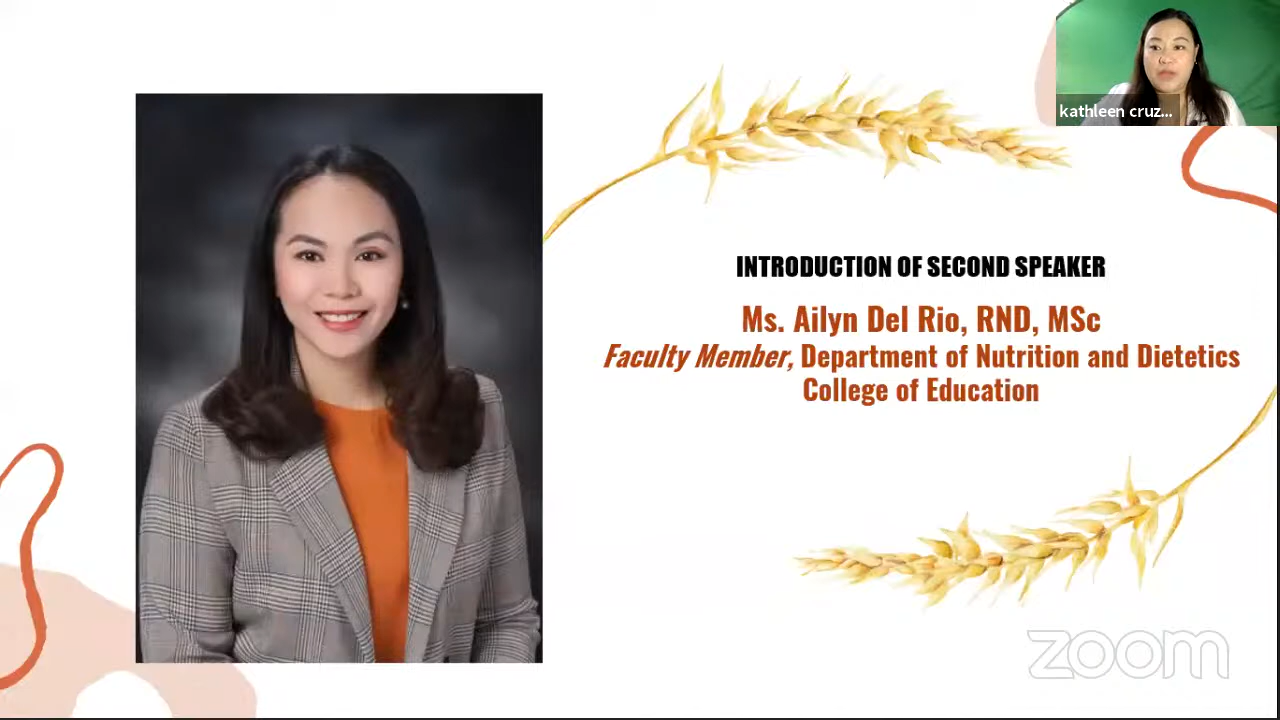 kathleen cruz...
INTRODUCTION OF SECOND SPEAKER
Ms. Ailyn Del Rio, RND, MSc
Faculty Member, Department of Nutrition and Dietetics
College of Education
zoom